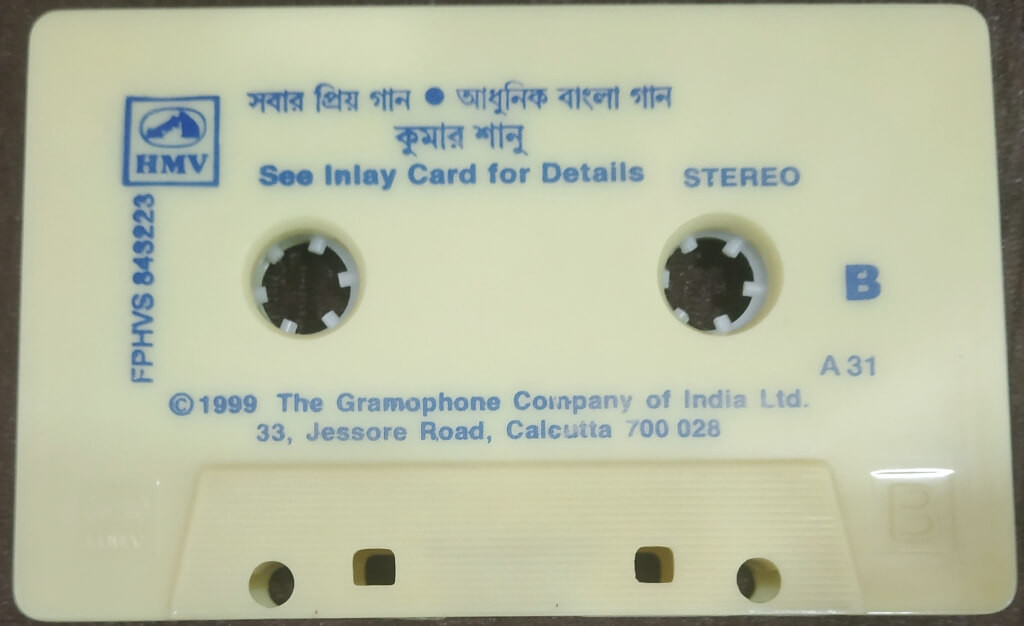 সবার প্রিয় গান ● আধুনিক বাংলা গান
কুমার শানু
HMV
See Inlay Card for Details STEREO
FPHVS 843223
B
A 31
©1999 The Gramophone Company of India Ltd.
33, Jessore Road, Calcutta 700 028
B